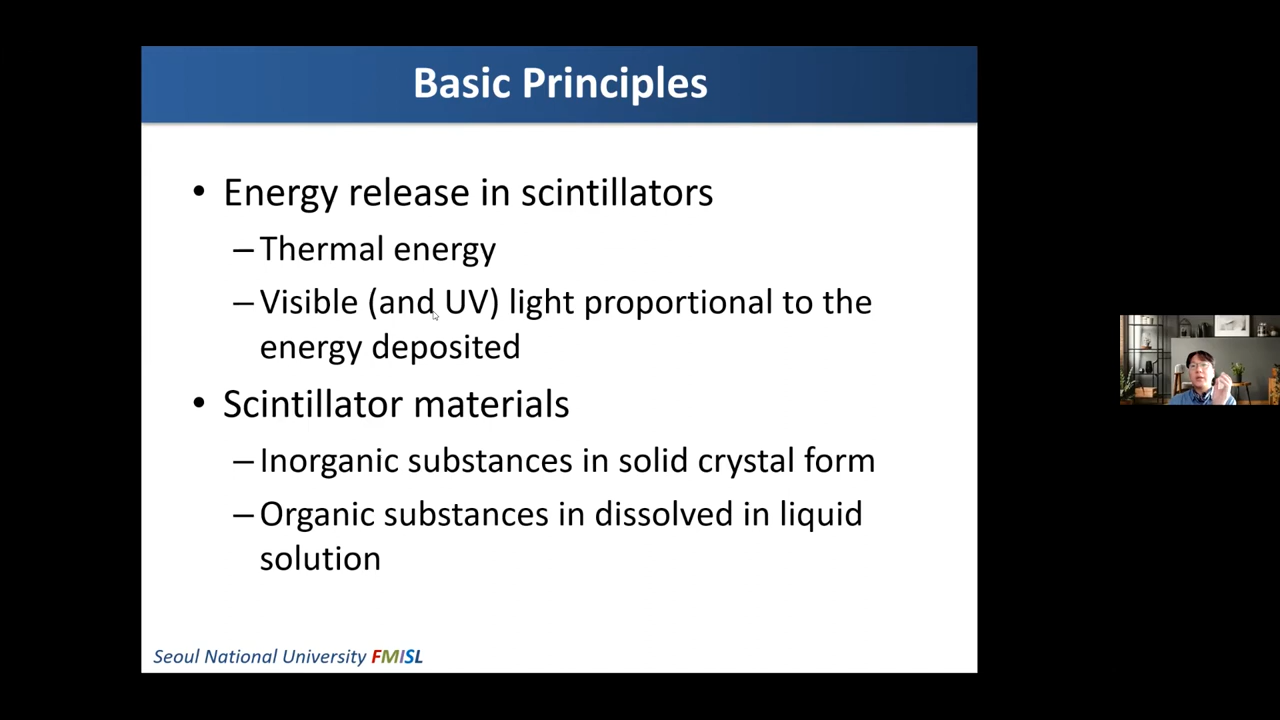 Basic Principles
• Energy release in scintillators
– Thermal energy
– Visible (and UV) light proportional to the
energy deposited
• Scintillator materials
– Inorganic substances in solid crystal form
– Organic substances in dissolved in liquid
solution
Seoul National University FMISL